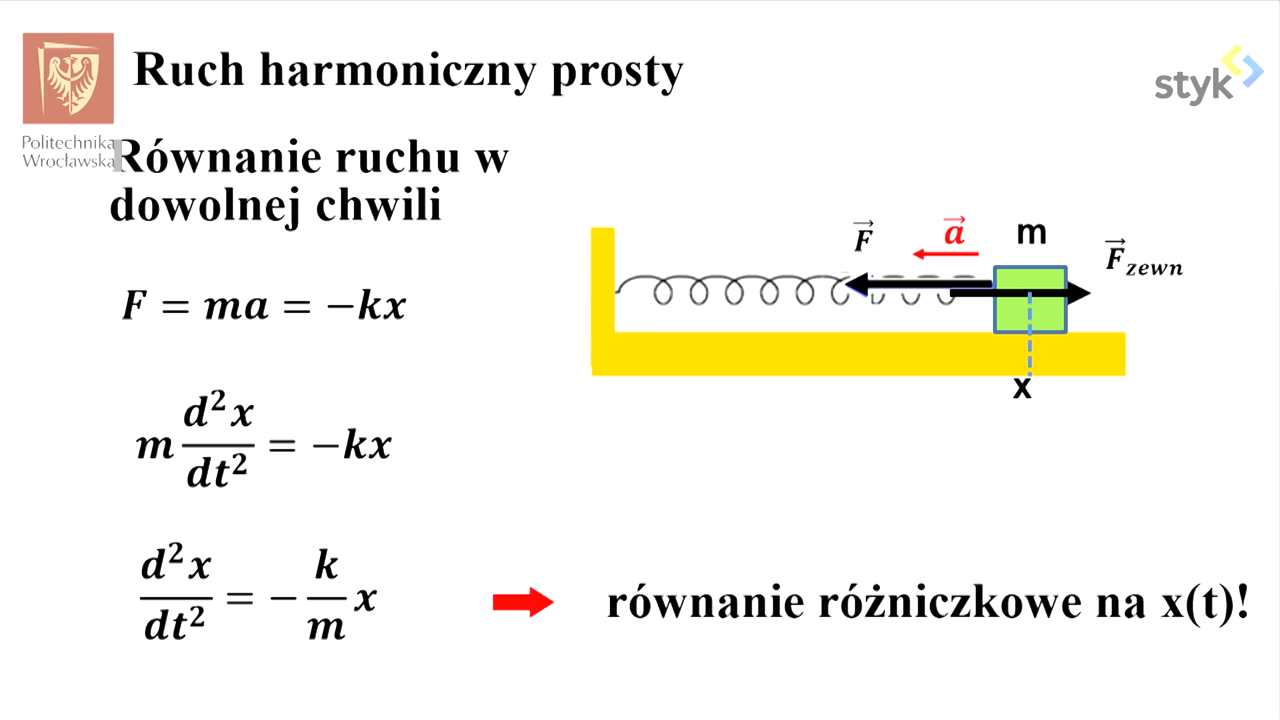 Ruch harmoniczny prosty
styk
Politechnika
Wrocławska
Równanie ruchu w
dowolnej chwili
F = ma = −kx
m d²x/dt² = −kx
d²x/dt² = − k/m x
równanie różniczkowe na x(t)!
F⃗
a⃗
m
F⃗zewn
x